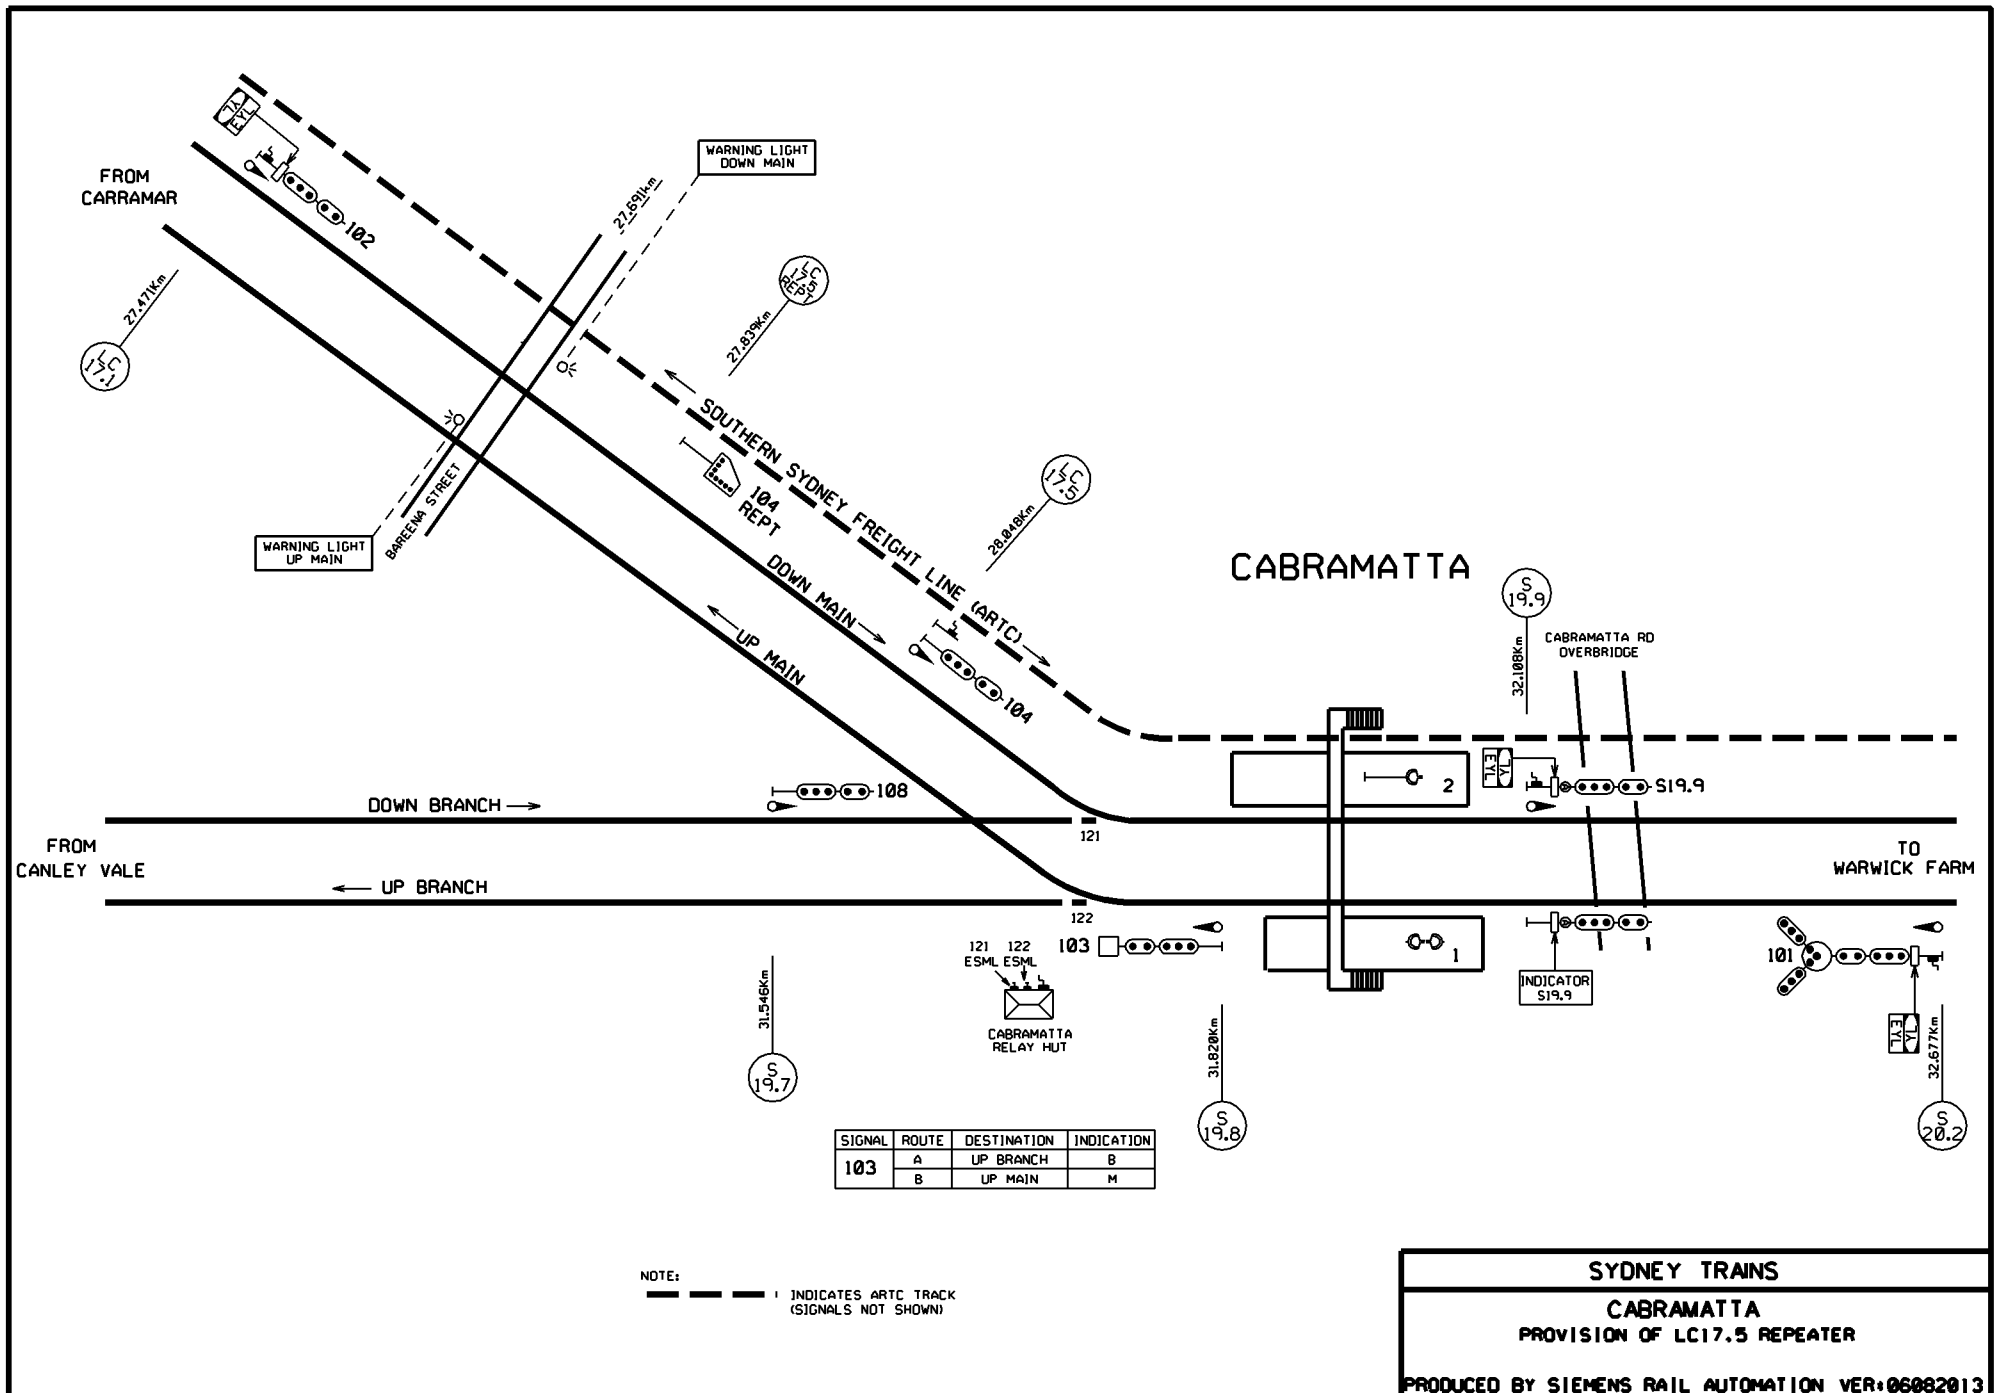 YL
EYL
WARNING LIGHT
DOWN MAIN
FROM
CARRAMAR
27.691km
102
LC
17.5
REPT
27.471Km
27.839Km
LC
17.1
SOUTHERN SYDNEY FREIGHT LINE (ARTC)
LC
17.5
104
REPT
BAREENA STREET
28.048Km
WARNING LIGHT
UP MAIN
CABRAMATTA
DOWN MAIN
S
19.9
UP MAIN
CABRAMATTA RD
OVERBRIDGE
32.108Km
104
YL
EYL
2
S19.9
108
DOWN BRANCH
121
FROM
CANLEY VALE
TO
WARWICK FARM
UP BRANCH
122
121 122
ESML ESML
103
1
101
INDICATOR
S19.9
31.546Km
CABRAMATTA
RELAY HUT
31.820Km
YL
EYL
32.677Km
S
19.7
S
19.8
S
20.2
SIGNAL ROUTE DESTINATION INDICATION
103 A UP BRANCH B
B UP MAIN M
NOTE:
INDICATES ARTC TRACK
(SIGNALS NOT SHOWN)
SYDNEY TRAINS
CABRAMATTA
PROVISION OF LC17.5 REPEATER
PRODUCED BY SIEMENS RAIL AUTOMATION VER:06082013